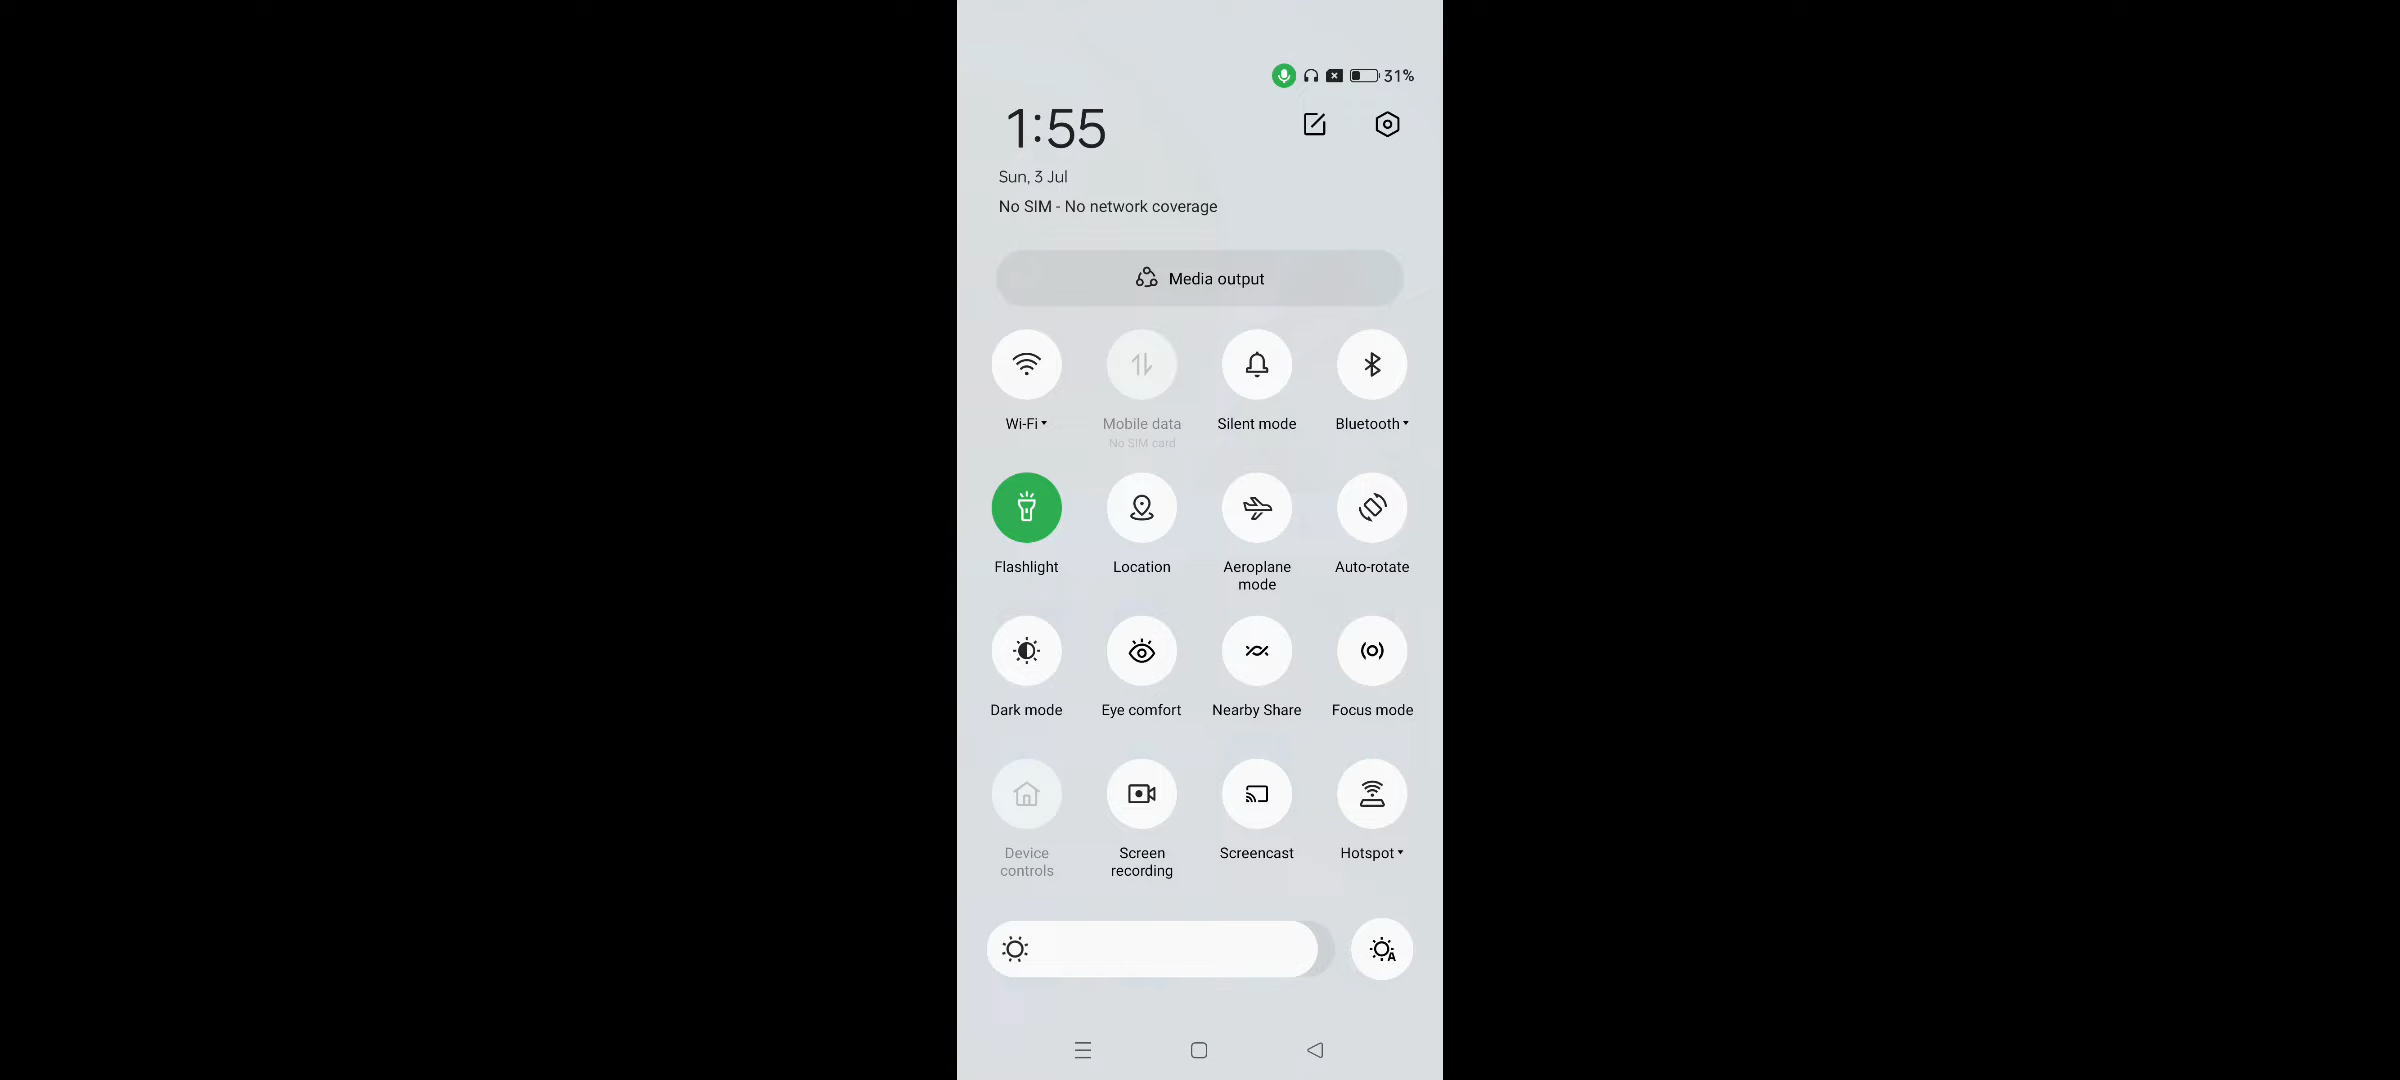 31%
1:55
Sun, 3 Jul
No SIM - No network coverage
Media output
Wi-Fi
Mobile data
No SIM card
Silent mode
Bluetooth
Flashlight
Location
Aeroplane
mode
Auto-rotate
Dark mode
Eye comfort
Nearby Share
Focus mode
Device
controls
Screen
recording
Screencast
Hotspot
A